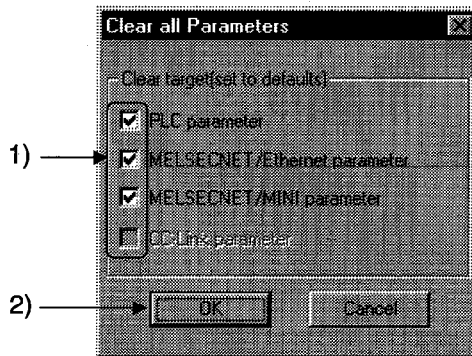 Clear all Parameters
Clear target(set to defaults)
PLC parameter
1)
MELSECNET/Ethernet parameter
MELSECNET/MINI parameter
CC-Link parameter
2)
OK
Cancel